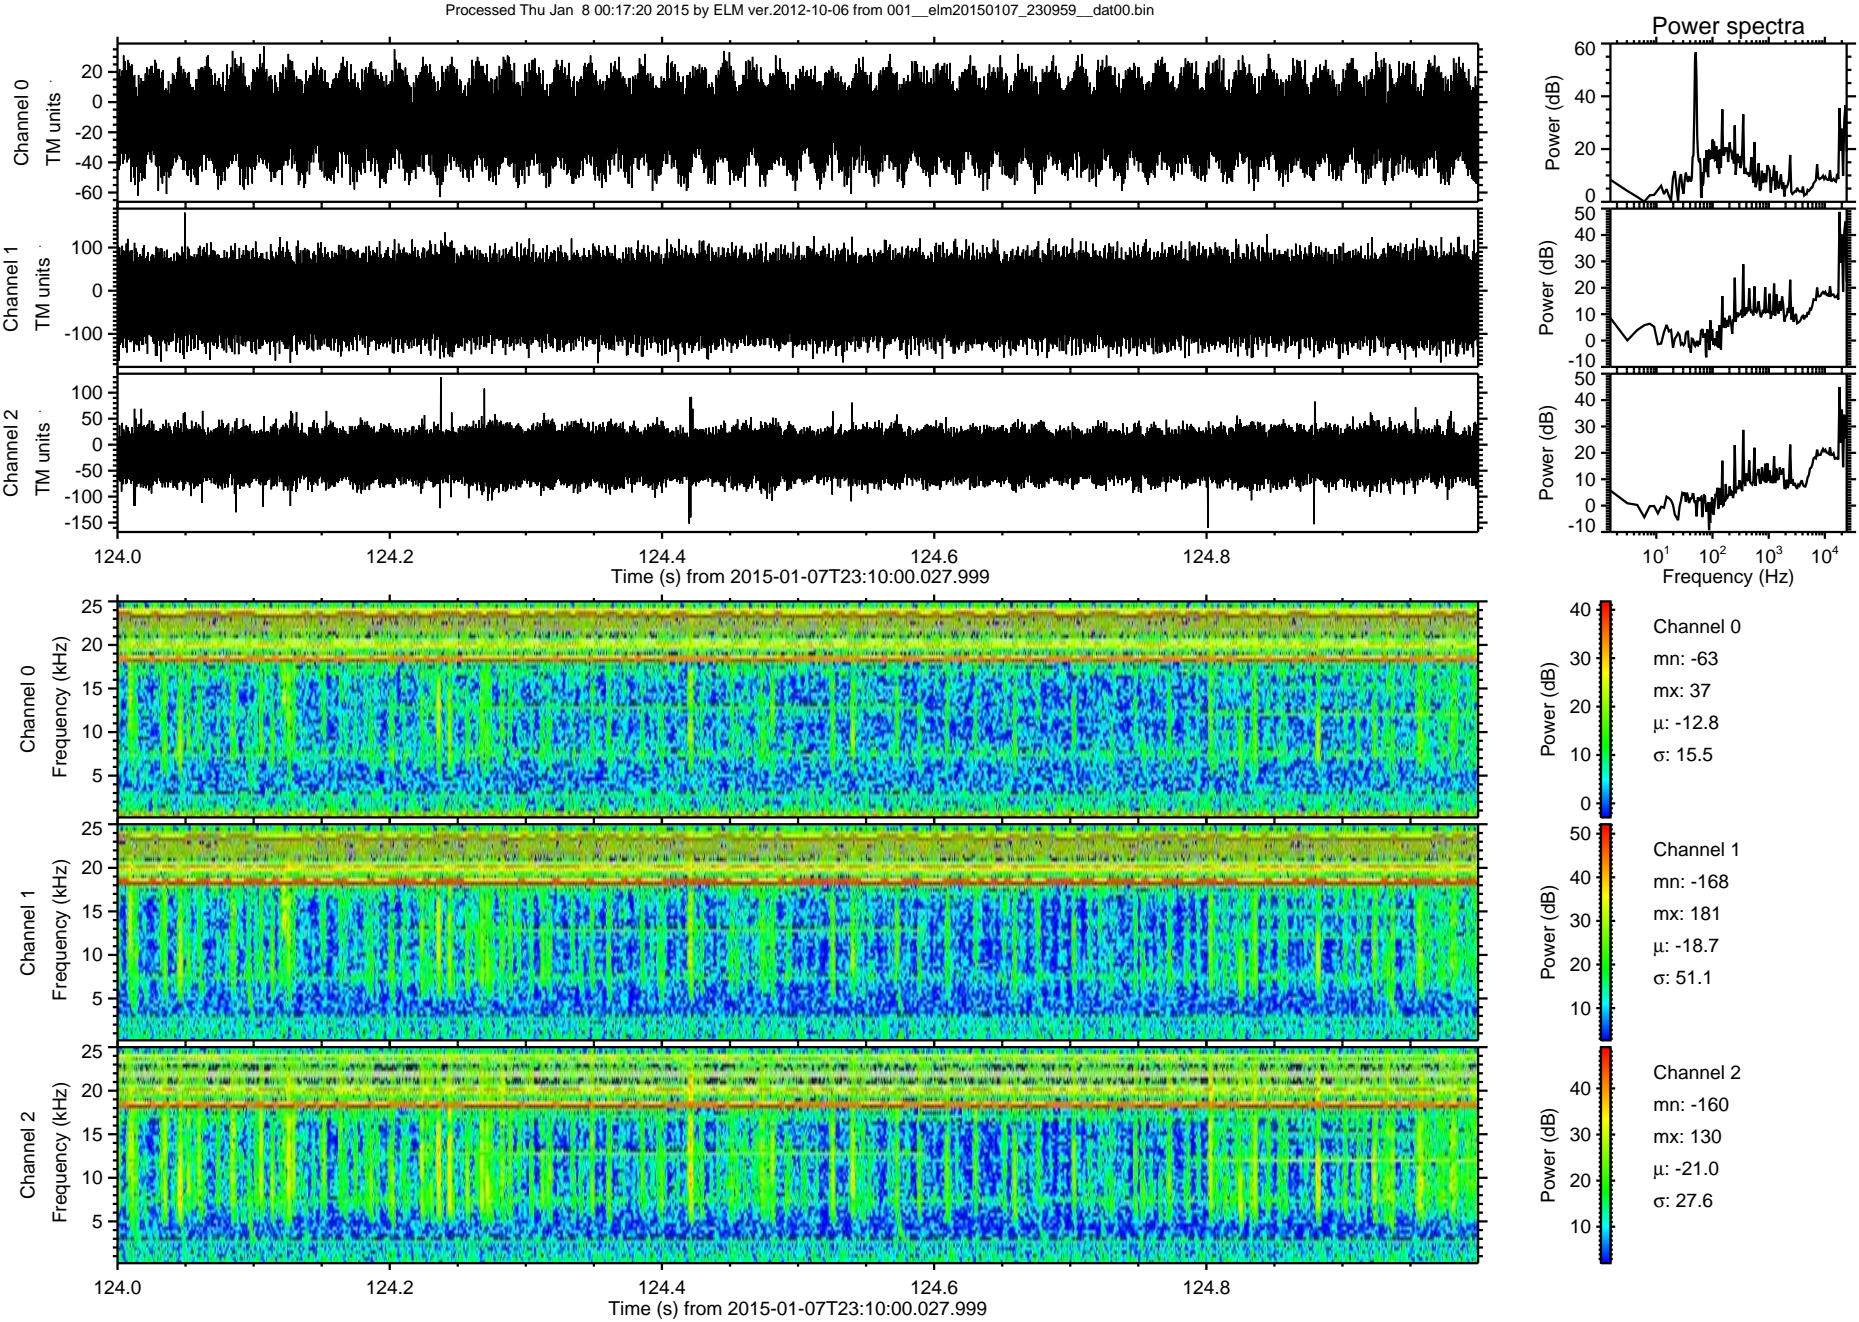 Processed Thu Jan  8 00:17:20 2015 by ELM ver.2012-10-06 from 001__elm20150107_230959__dat00.bin
Power spectra
Channel 0
TM units
20
0
-20
-40
-60
Power (dB)
60
40
20
0
Channel 1
TM units
100
0
-100
Power (dB)
50
40
30
20
10
0
-10
Channel 2
TM units
100
50
0
-50
-100
-150
Power (dB)
50
40
30
20
10
0
-10
124.0
124.2
124.4
124.6
124.8
Time (s) from 2015-01-07T23:10:00.027.999
10^1
10^2
10^3
10^4
Frequency (Hz)
Channel 0
Frequency (kHz)
25
20
15
10
5
Power (dB)
40
30
20
10
0
Channel 0
mn: -63
mx: 37
μ: -12.8
σ: 15.5
Channel 1
Frequency (kHz)
25
20
15
10
5
Power (dB)
50
40
30
20
10
Channel 1
mn: -168
mx: 181
μ: -18.7
σ: 51.1
Channel 2
Frequency (kHz)
25
20
15
10
5
Power (dB)
40
30
20
10
Channel 2
mn: -160
mx: 130
μ: -21.0
σ: 27.6
124.0
124.2
124.4
124.6
124.8
Time (s) from 2015-01-07T23:10:00.027.999